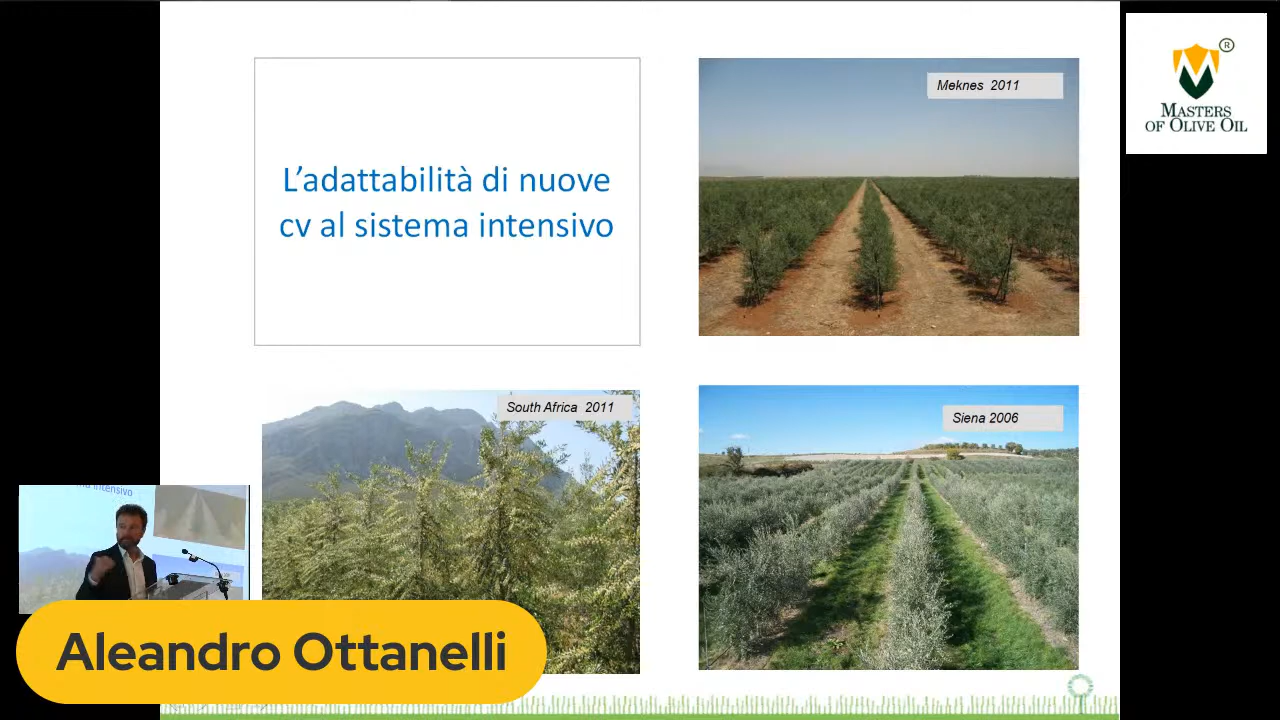 L'adattabilità di nuove
cv al sistema intensivo
Meknes 2011
MASTERS
OF OLIVE OIL
®
South Africa 2011
Siena 2006
intensivo
Aleandro Ottanelli